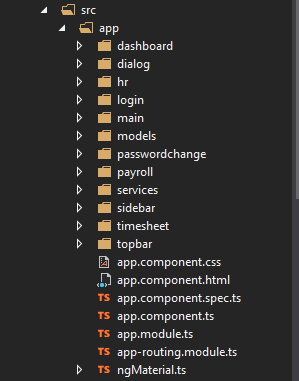 src
app
dashboard
dialog
hr
login
main
models
passwordchange
payroll
services
sidebar
timesheet
topbar
app.component.css
app.component.html
TS app.component.spec.ts
TS app.component.ts
TS app.module.ts
TS app-routing.module.ts
TS ngMaterial.ts